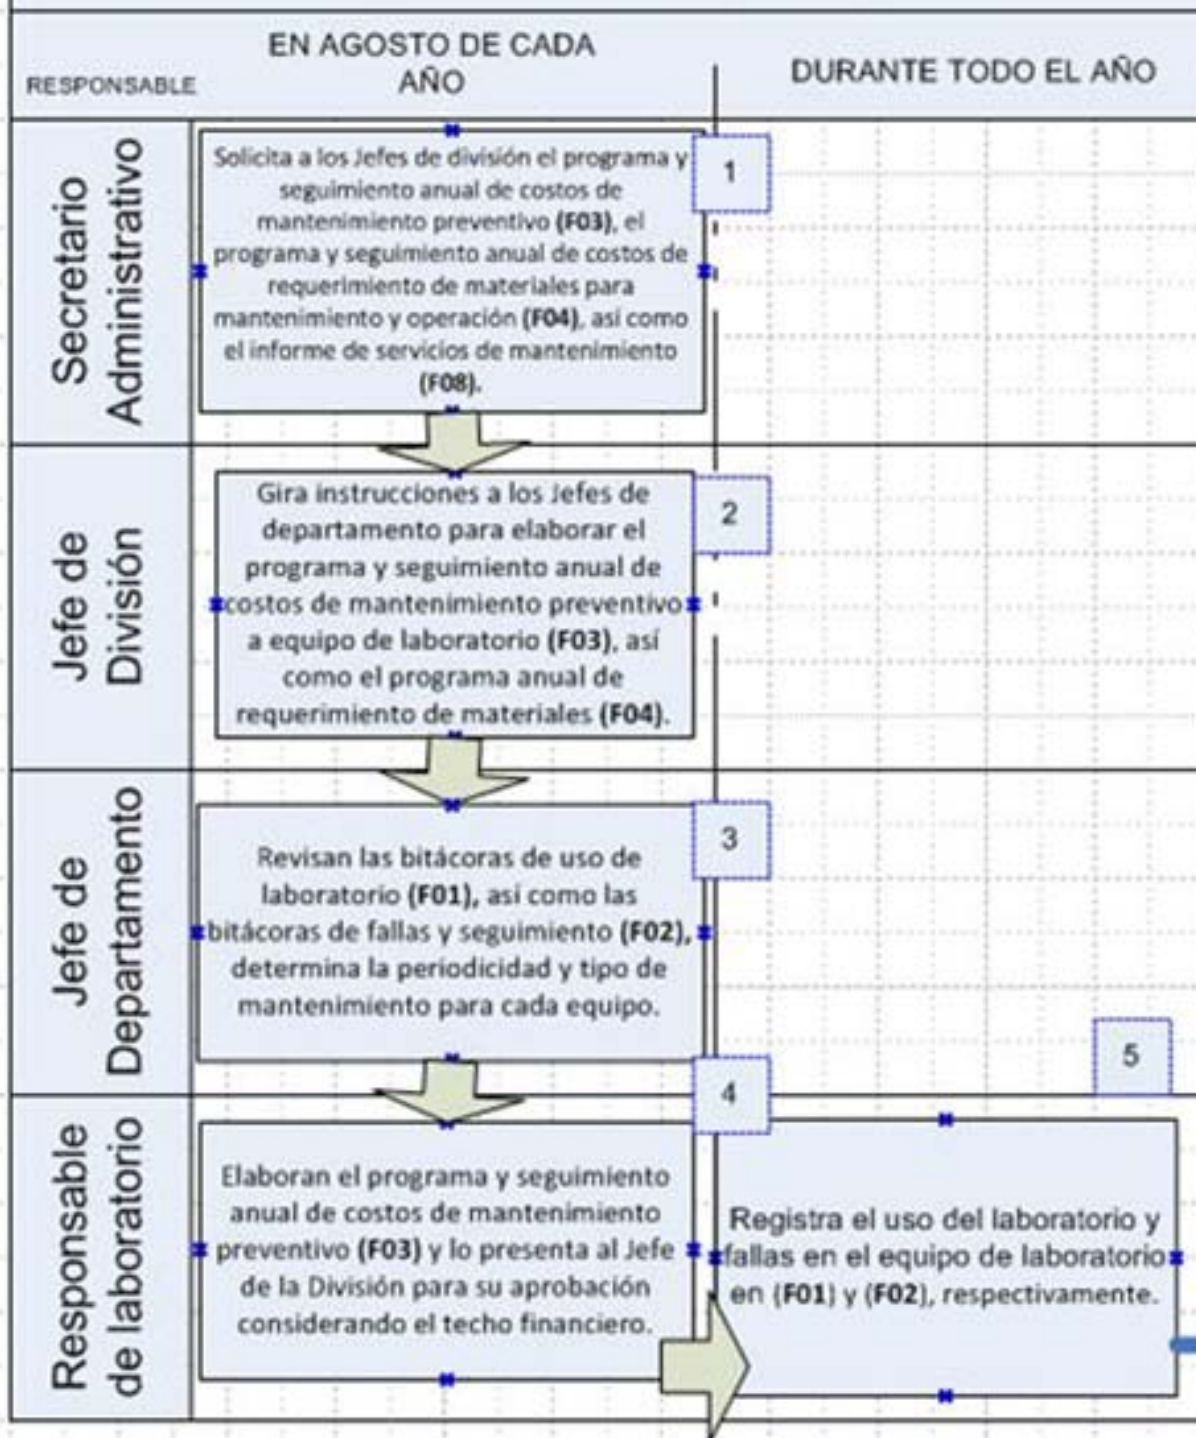 EN AGOSTO DE CADA
AÑO
RESPONSABLE
DURANTE TODO EL AÑO
Secretario
Administrativo
Solicita a los Jefes de división el programa y
seguimiento anual de costos de
mantenimiento preventivo (F03), el
programa y seguimiento anual de costos de
requerimiento de materiales para
mantenimiento y operación (F04), así como
el informe de servicios de mantenimiento
(F08).
1
Jefe de
División
Gira instrucciones a los Jefes de
departamento para elaborar el
programa y seguimiento anual de
costos de mantenimiento preventivo
a equipo de laboratorio (F03), así
como el programa anual de
requerimiento de materiales (F04).
2
Jefe de
Departamento
Revisan las bitácoras de uso de
laboratorio (F01), así como las
bitácoras de fallas y seguimiento (F02),
determina la periodicidad y tipo de
mantenimiento para cada equipo.
3
Responsable
de laboratorio
Elaboran el programa y seguimiento
anual de costos de mantenimiento
preventivo (F03) y lo presenta al Jefe
de la División para su aprobación
considerando el techo financiero.
4
Registra el uso del laboratorio y
fallas en el equipo de laboratorio
en (F01) y (F02), respectivamente.
5